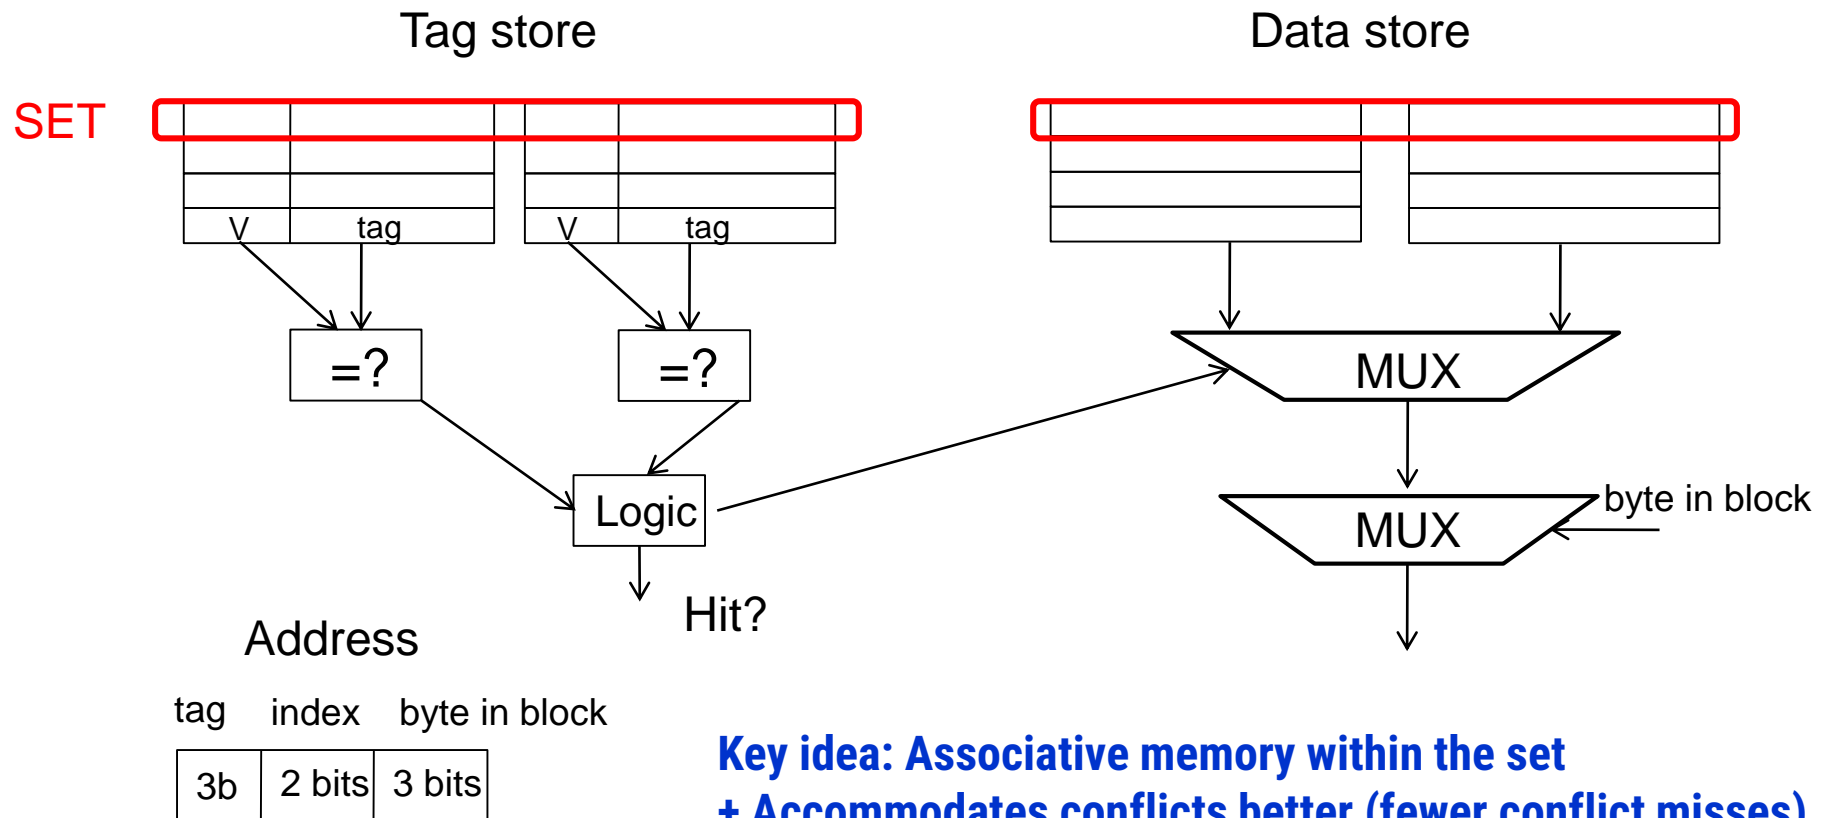 Tag store
Data store
SET
V
tag
V
tag
=?
=?
MUX
Logic
byte in block
MUX
Hit?
Address
tag
index
byte in block
3b
2 bits
3 bits
Key idea: Associative memory within the set
+ Accommodates conflicts better (fewer conflict misses)